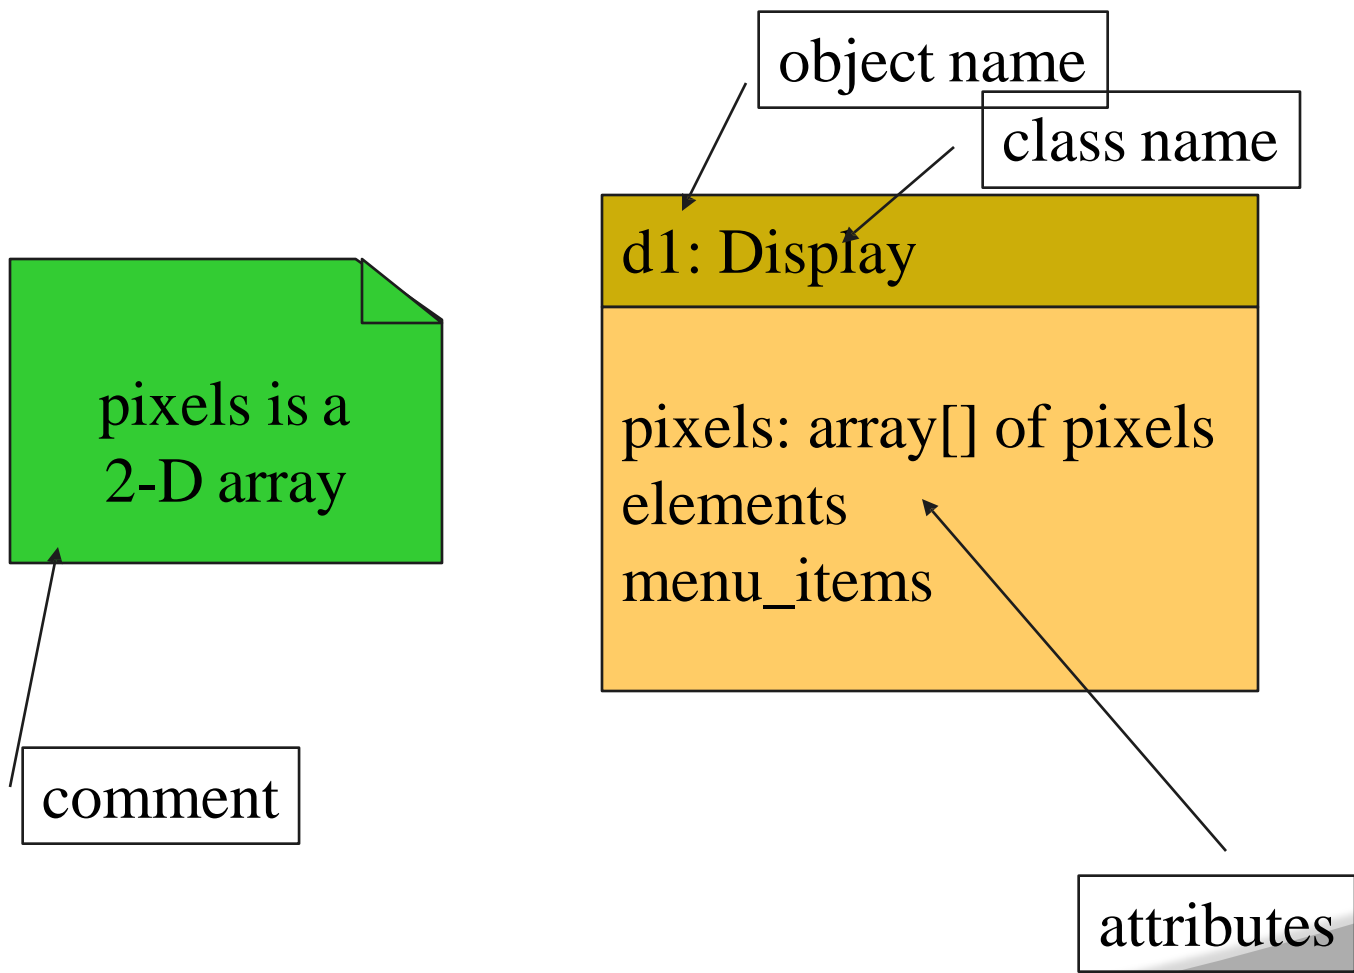 object name
class name
d1: Display
pixels is a
2-D array
pixels: array[] of pixels
elements
menu_items
comment
attributes